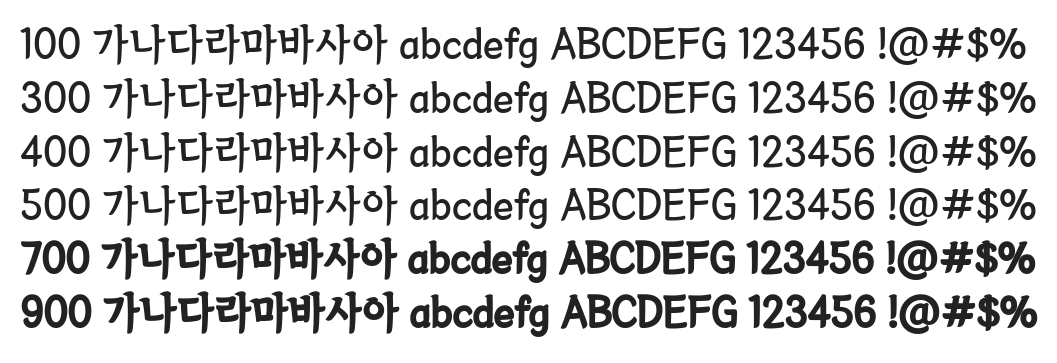 100 가나다라마바사아 abcdefg ABCDEFG 123456 !@#$%
300 가나다라마바사아 abcdefg ABCDEFG 123456 !@#$%
400 가나다라마바사아 abcdefg ABCDEFG 123456 !@#$%
500 가나다라마바사아 abcdefg ABCDEFG 123456 !@#$%
700 가나다라마바사아 abcdefg ABCDEFG 123456 !@#$%
900 가나다라마바사아 abcdefg ABCDEFG 123456 !@#$%